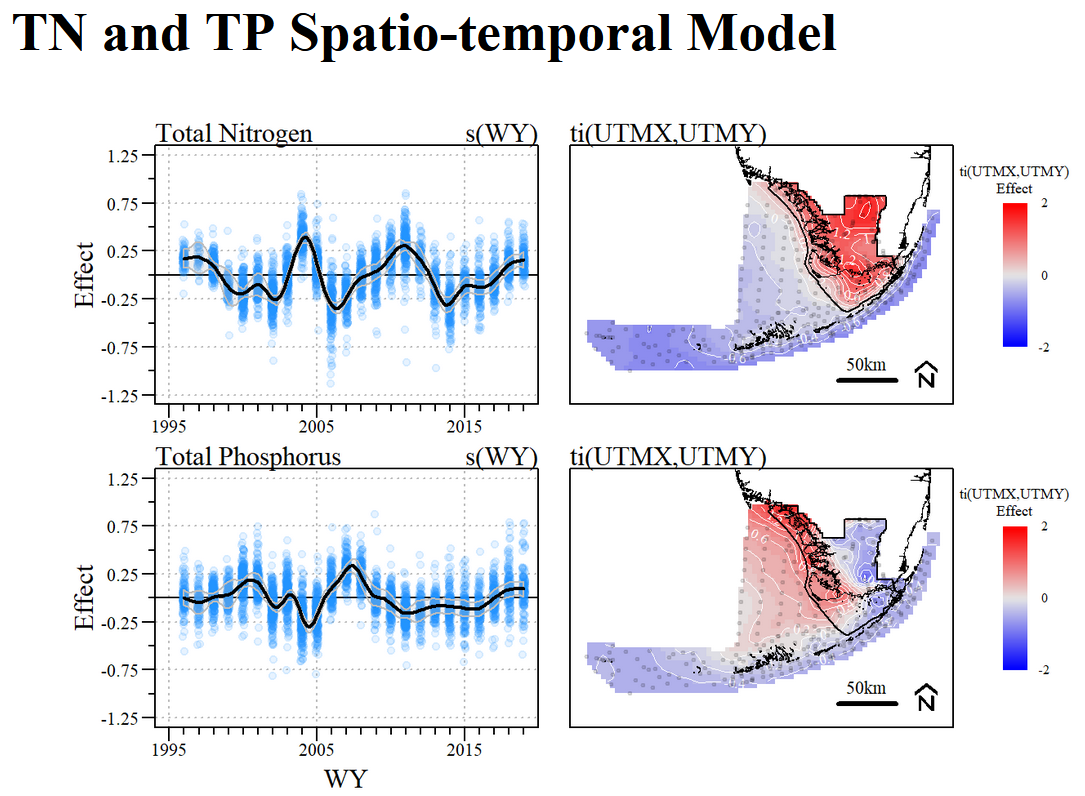 TN and TP Spatio-temporal Model
Total Nitrogen s(WY)
ti(UTMX,UTMY)
1.25
0.75
0.25
-0.25
-0.75
-1.25
Effect
1995 2005 2015
ti(UTMX,UTMY)
Effect
2
0
-2
50km
N
Total Phosphorus s(WY)
ti(UTMX,UTMY)
1.25
0.75
0.25
-0.25
-0.75
-1.25
Effect
1995 2005 2015
WY
0.6
ti(UTMX,UTMY)
Effect
2
0
-2
50km
N